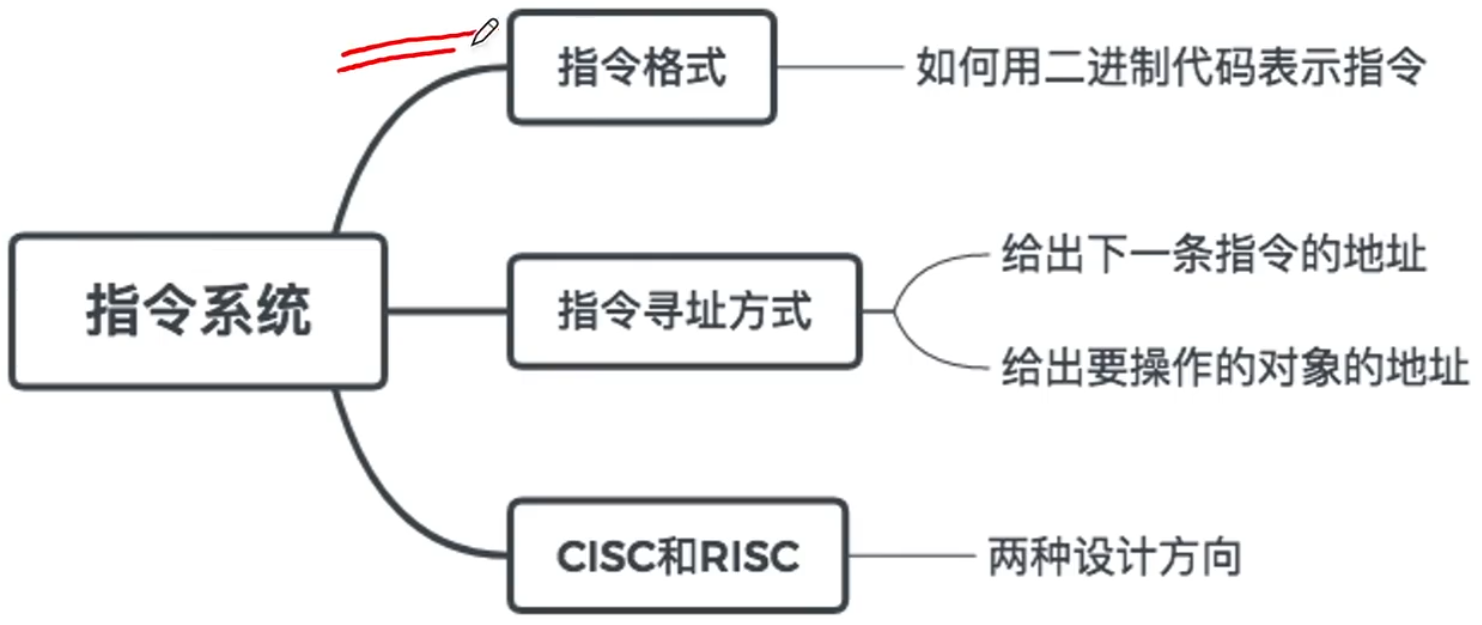 指令格式
如何用二进制代码表示指令
指令系统
指令寻址方式
给出下一条指令的地址
给出要操作的对象的地址
CISC和RISC
两种设计方向